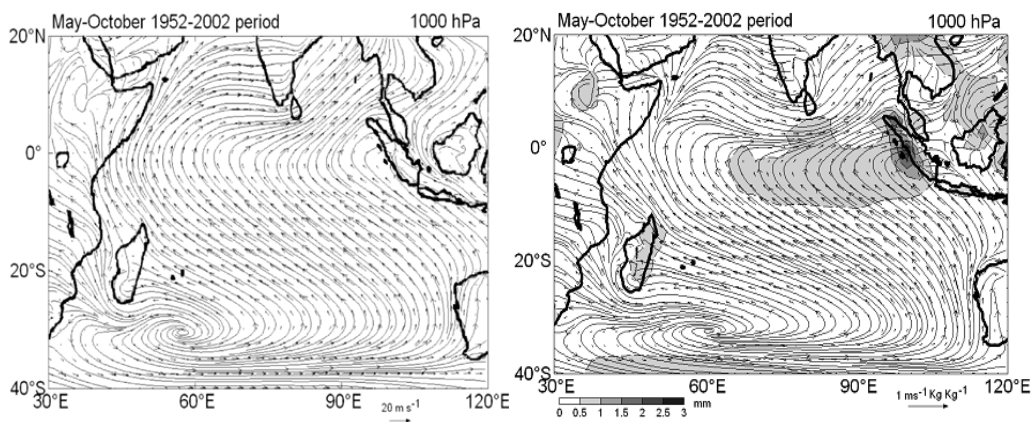 May-October 1952-2002 period 1000 hPa
20°N
0°
20°S
40°S
30°E 60°E 90°E 120°E
20 m s⁻¹
May-October 1952-2002 period 1000 hPa
20°N
0°
20°S
40°S
30°E 60°E 90°E 120°E
0 0.5 1 1.5 2 2.5 3 mm
1 ms⁻¹ Kg Kg⁻¹